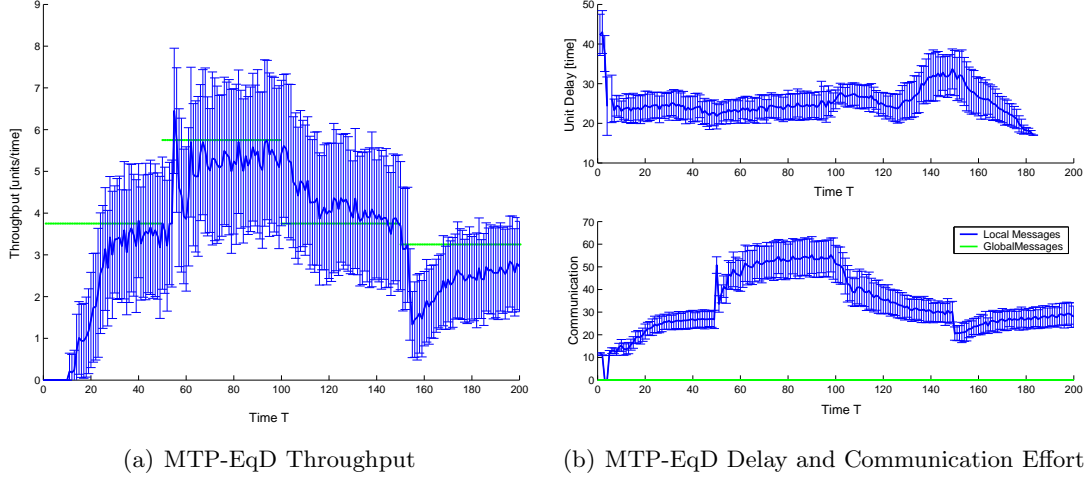 9
8
7
6
5
4
3
2
1
0
Throughput [units/time]
0 20 40 60 80 100 120 140 160 180 200
Time T
(a) MTP-EqD Throughput
50
40
30
20
10
Unit Delay [time]
0 20 40 60 80 100 120 140 160 180 200
Time T
70
60
50
40
30
20
10
0
Communication
Local Messages
GlobalMessages
0 20 40 60 80 100 120 140 160 180 200
Time T
(b) MTP-EqD Delay and Communication Effort